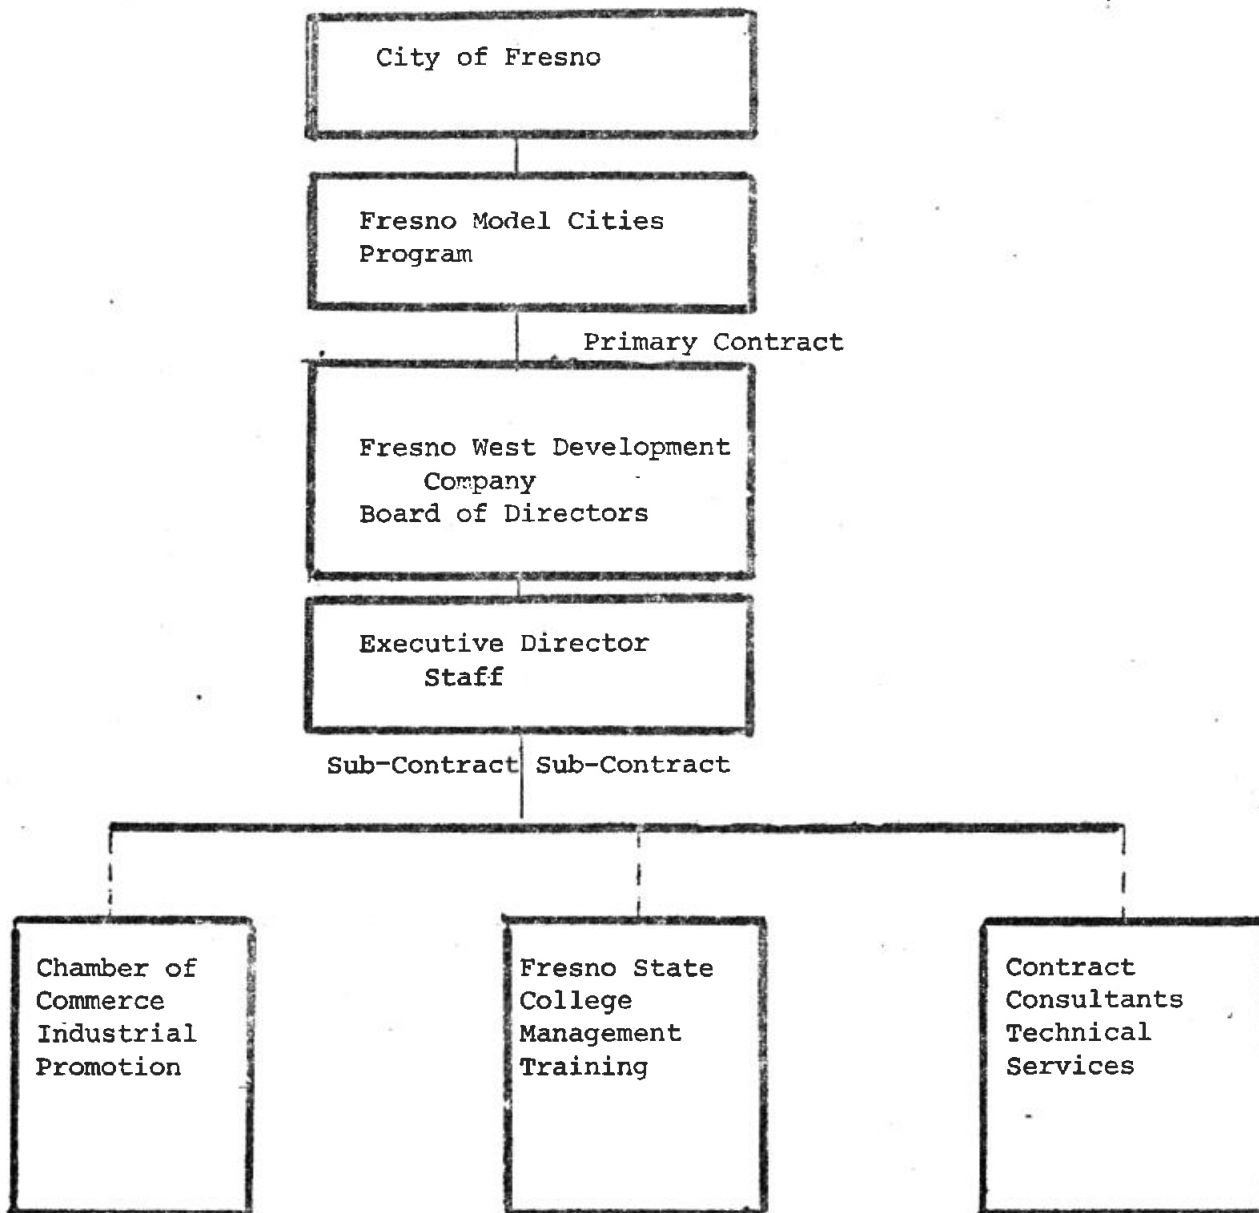 City of Fresno
Fresno Model Cities
Program
Primary Contract
Fresno West Development
Company
Board of Directors
Executive Director
Staff
Sub-Contract Sub-Contract
Chamber of
Commerce
Industrial
Promotion
Fresno State
College
Management
Training
Contract
Consultants
Technical
Services